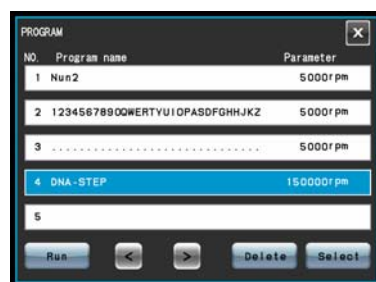 PROGRAM X
NO. Program name Parameter
1 Nun2 5000rpm
2 1234567890QWERTYUIOPASDFGHHJKZ 5000rpm
3 .............................. 5000rpm
4 DNA-STEP 150000rpm
5
Run < > Delete Select